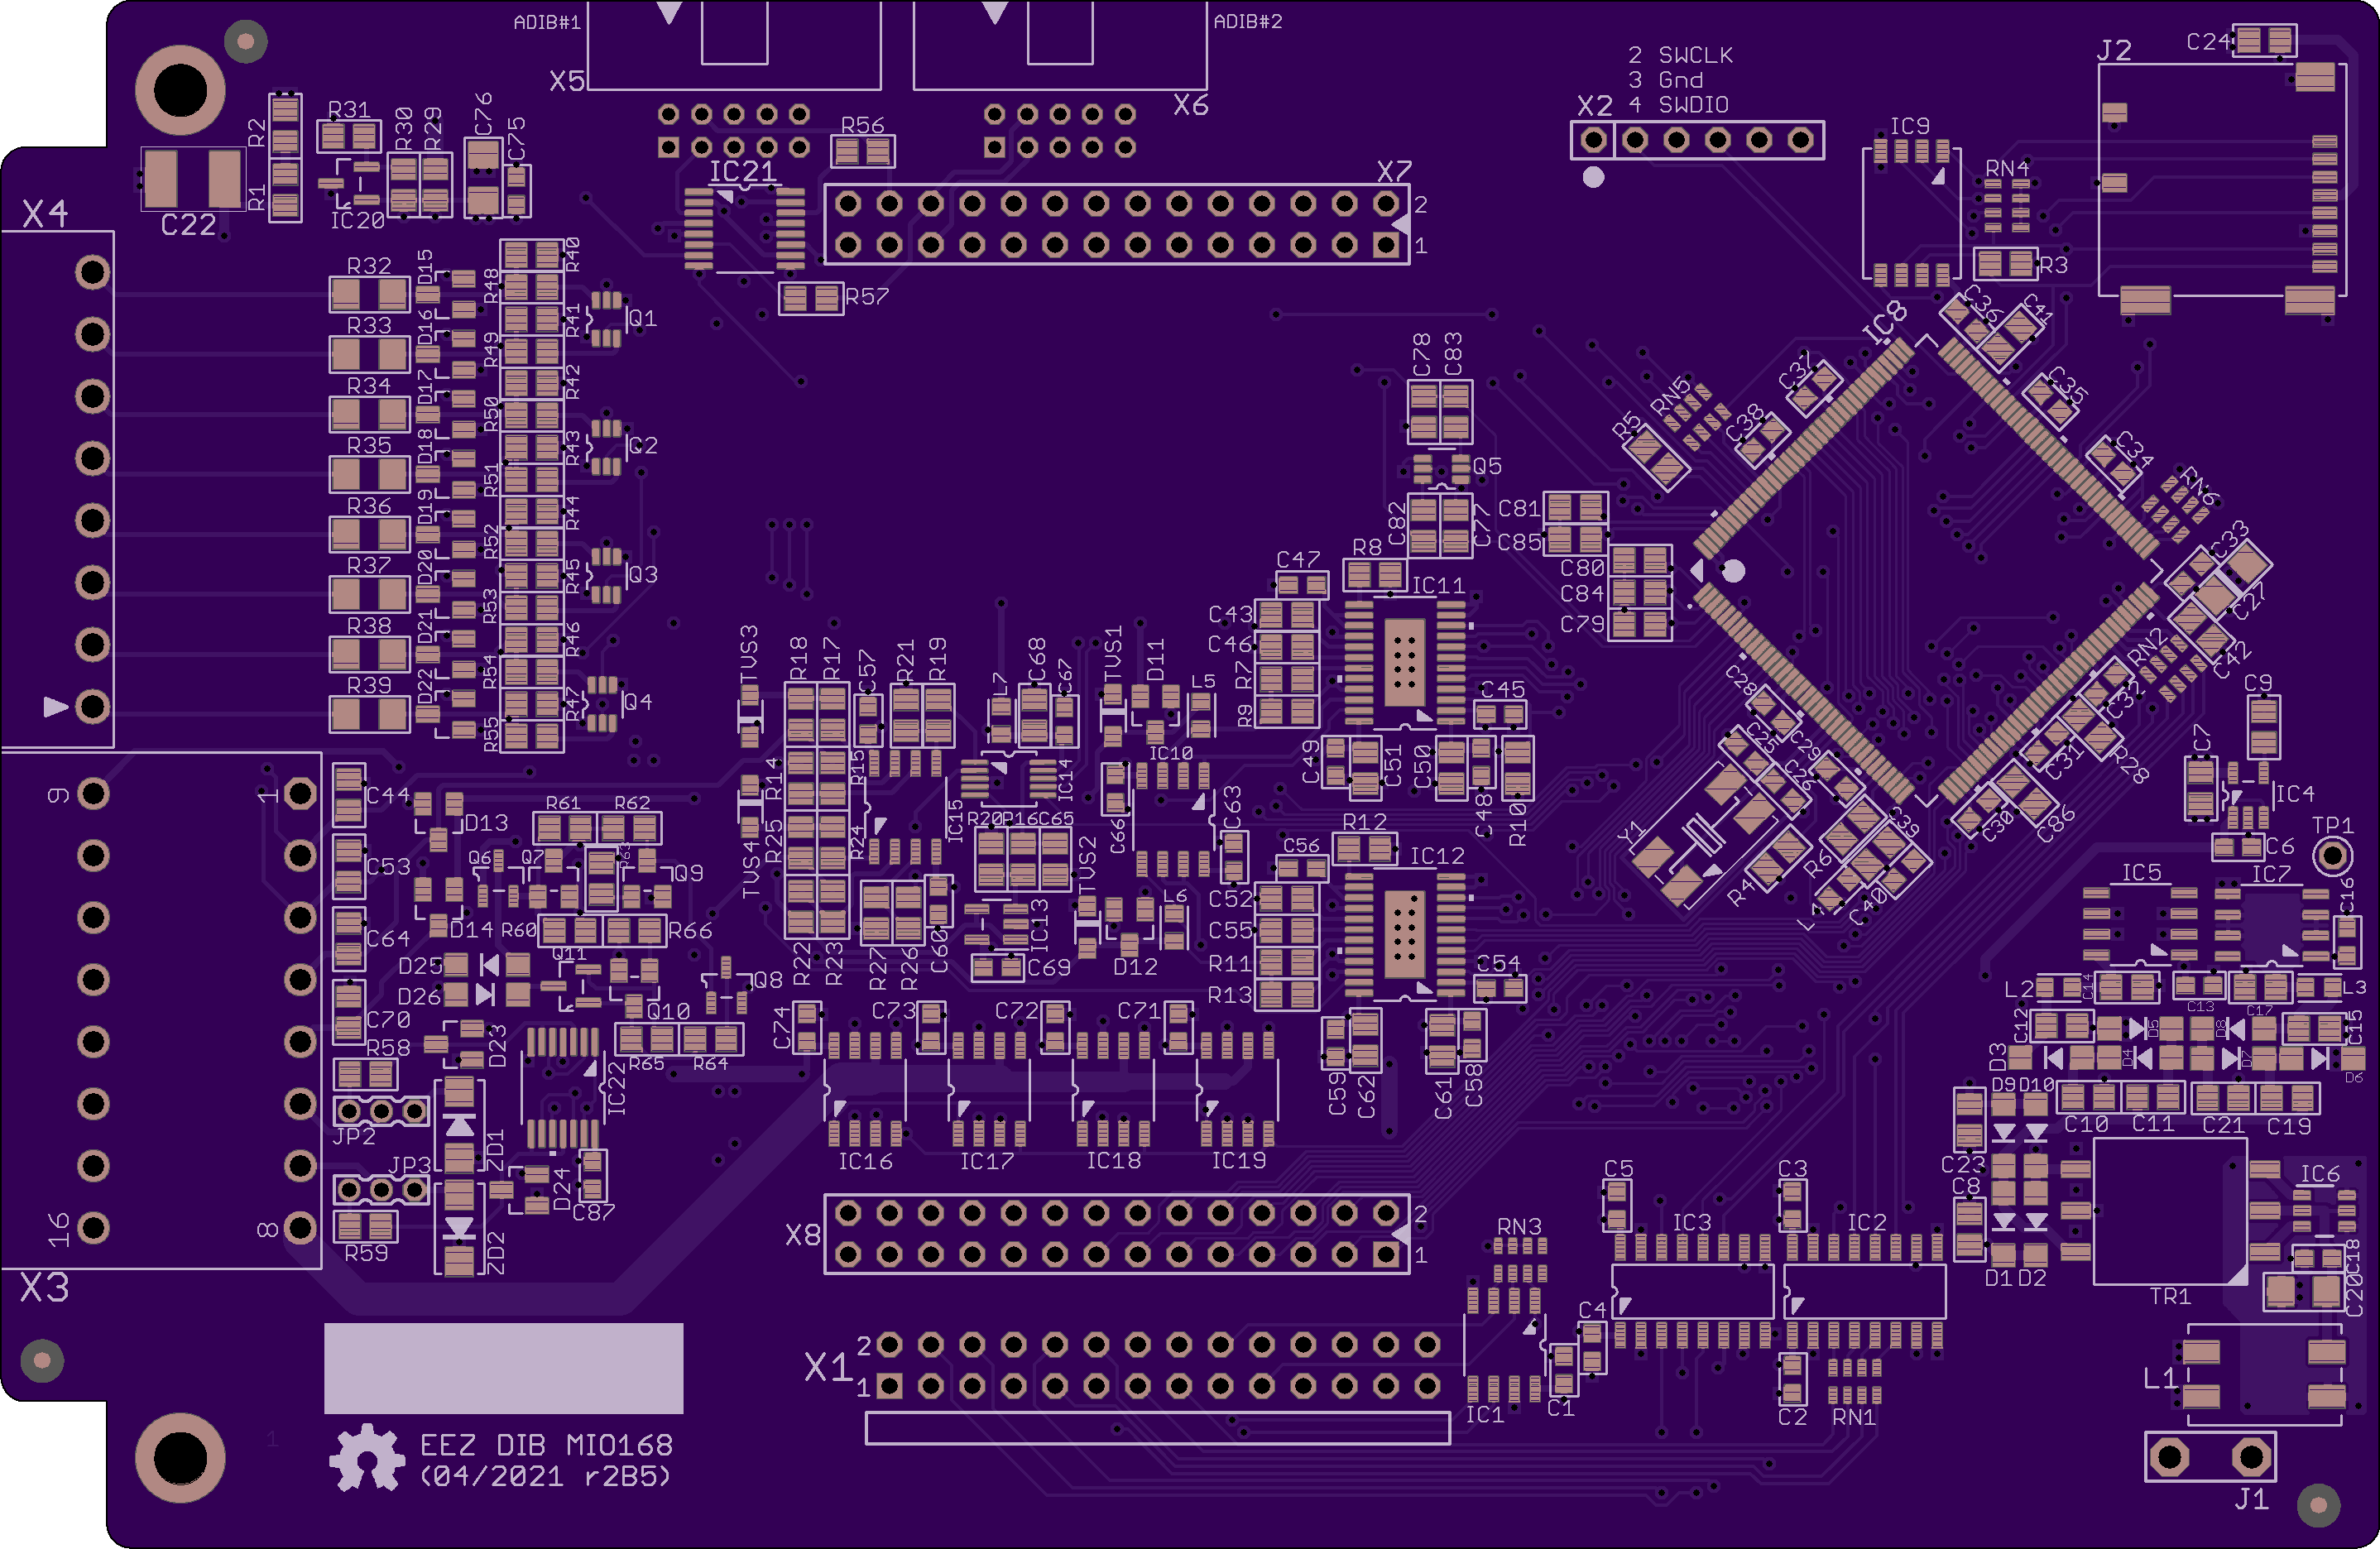 ADIB#1
ADIB#2
X5
X6
2 SWCLK
3 Gnd
X2 4 SWDIO
J2
C24
R2
R1
R31
R30
R29
C76
C75
IC20
C22
X4
R56
IC21
X7
2
1
R57
IC9
RN4
R3
IC8
C36
C41
C37
C35
C38
C34
RN5
R5
RN6
C33
C27
C42
RN2
C32
R28
C31
C86
C30
C28
C25
C29
C26
Y1
R4
R6
C39
C40
L4
R32
R33
R34
R35
R36
R37
R38
R39
D15
D16
D17
D18
D19
D20
D21
D22
R48
R49
R50
R51
R52
R53
R54
R55
R40
R41
R42
R43
R44
R45
R46
R47
Q1
Q2
Q3
Q4
C78
C83
Q5
C82
C77
C81
C85
C80
C84
C79
C47
R8
IC11
C43
C46
R7
R9
C45
C49
C51
C50
C48
R10
R12
C56
IC12
C52
C55
R11
R13
C54
C59
C62
C61
C58
TVS3
R18
R17
C57
R21
R19
L7
C68
C67
TVS1
D11
L5
IC10
R14
R15
IC14
IC15
C66
C63
TVS4
R25
R24
R20
R16
C65
TVS2
L6
R22
R23
R27
R26
C60
IC13
C69
D12
C74
C73
C72
C71
IC16
IC17
IC18
IC19
9
1
16
8
X3
C44
C53
C64
C70
R58
JP2
JP3
R59
D13
D14
R61
R62
Q6
Q7
R63
Q9
R60
R66
D25
D26
Q11
Q10
Q8
R65
R64
D23
IC22
ZD1
ZD2
D24
C87
X8
2
1
X1
2
1
RN3
IC1
C4
C1
C5
IC3
C3
IC2
C2
RN1
C9
C7
IC4
C6
TP1
IC5
IC7
C16
L2
C14
C13
C17
L3
C12
D5
D8
C15
D3
D4
D7
D6
D9
D10
C10
C11
C21
C19
C23
C8
D1
D2
TR1
IC6
C18
C20
L1
J1
EEZ DIB MIO168
(04/2021 r2B5)
1